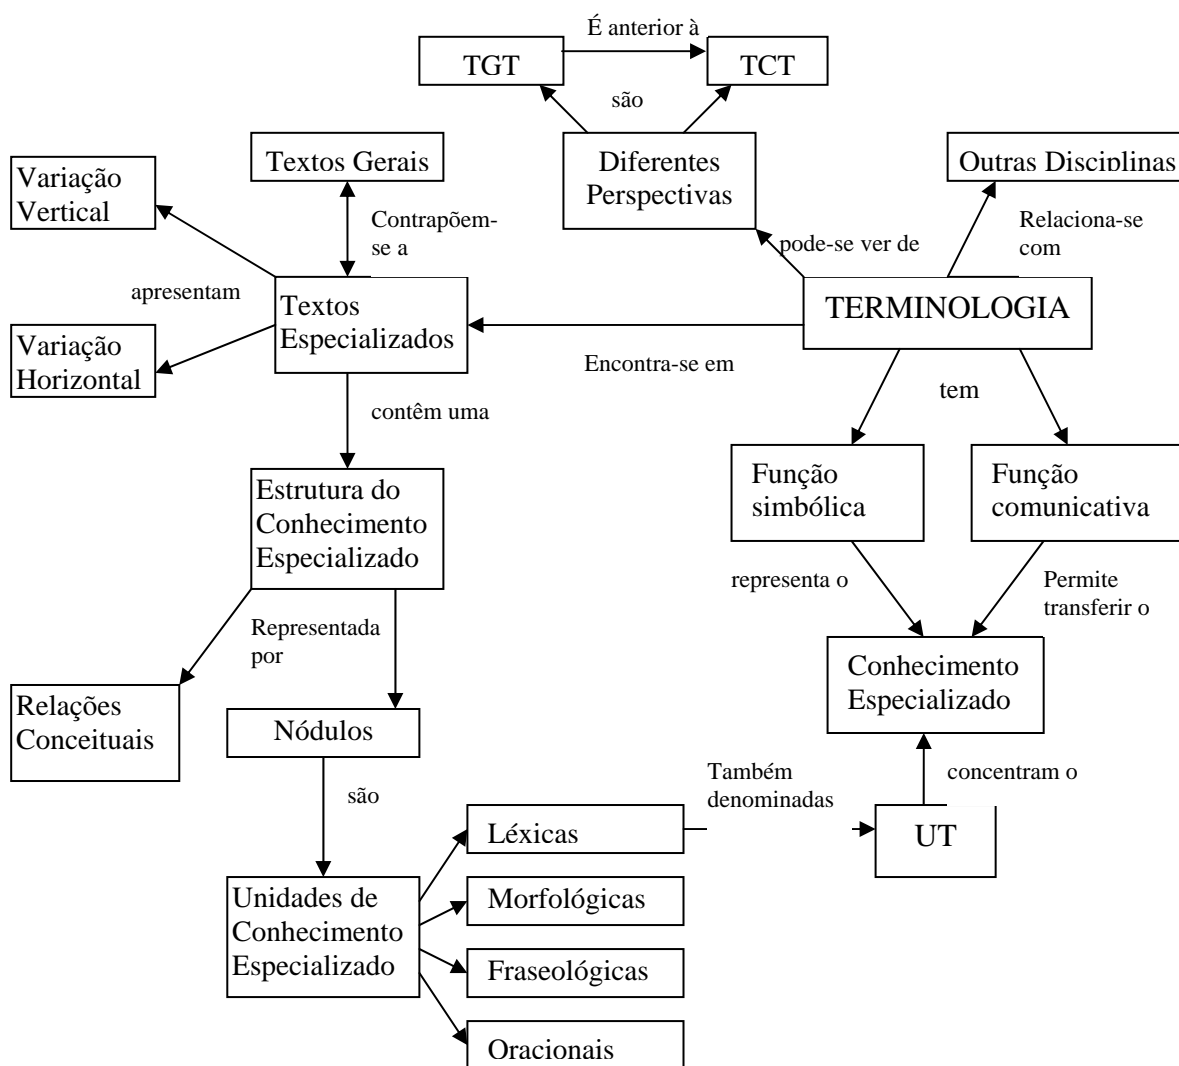 É anterior à
TGT
TCT
são
Textos Gerais
Diferentes
Perspectivas
Outras Disciplinas
Variação
Vertical
Contrapõem-
se a
pode-se ver de
Relaciona-se
com
apresentam
Textos
Especializados
TERMINOLOGIA
Variação
Horizontal
Encontra-se em
contêm uma
tem
Estrutura do
Conhecimento
Especializado
Função
simbólica
Função
comunicativa
representa o
Permite
transferir o
Representada
por
Conhecimento
Especializado
Relações
Conceituais
Nódulos
são
Também
denominadas
concentram o
Léxicas
UT
Unidades de
Conhecimento
Especializado
Morfológicas
Fraseológicas
Oracionais